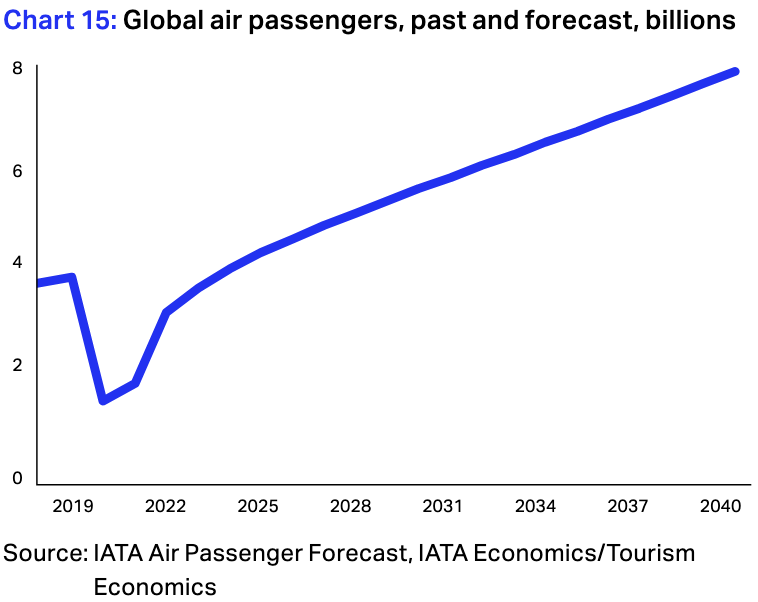 Chart 15: Global air passengers, past and forecast, billions
8
6
4
2
0
2019 2022 2025 2028 2031 2034 2037 2040
Source: IATA Air Passenger Forecast, IATA Economics/Tourism
Economics